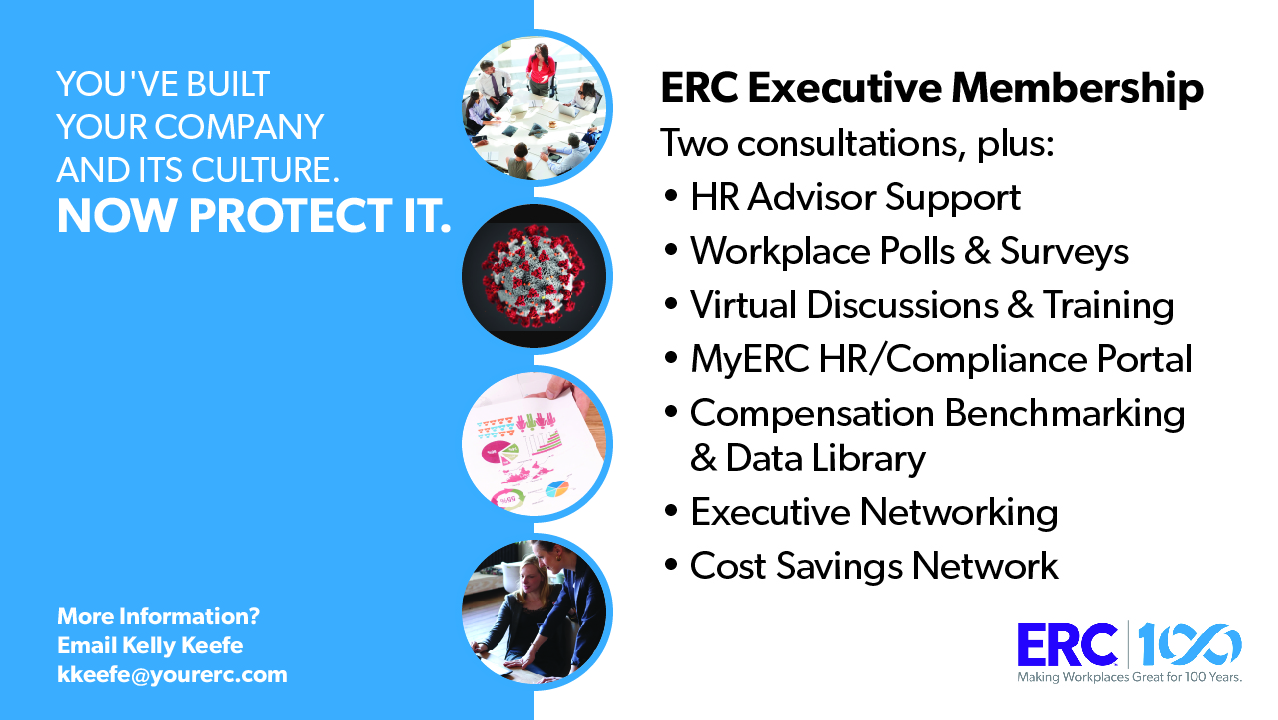 YOU'VE BUILT
YOUR COMPANY
AND ITS CULTURE.
NOW PROTECT IT.
More Information?
Email Kelly Keefe
kkeefe@yourerc.com
ERC Executive Membership
Two consultations, plus:
• HR Advisor Support
• Workplace Polls & Surveys
• Virtual Discussions & Training
• MyERC HR/Compliance Portal
• Compensation Benchmarking
& Data Library
• Executive Networking
• Cost Savings Network
ERC 100
Making Workplaces Great for 100 Years.